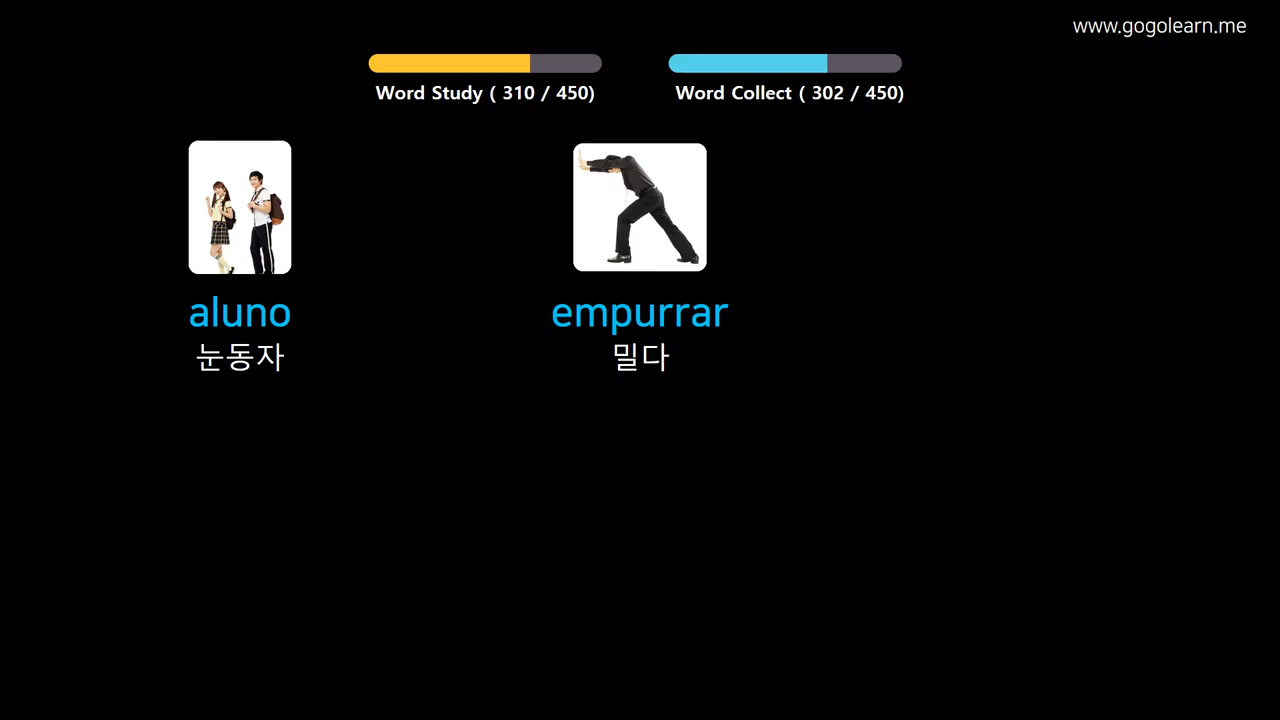 www.gogolearn.me
Word Study ( 310 / 450)
Word Collect ( 302 / 450)
aluno
눈동자
empurrar
밀다